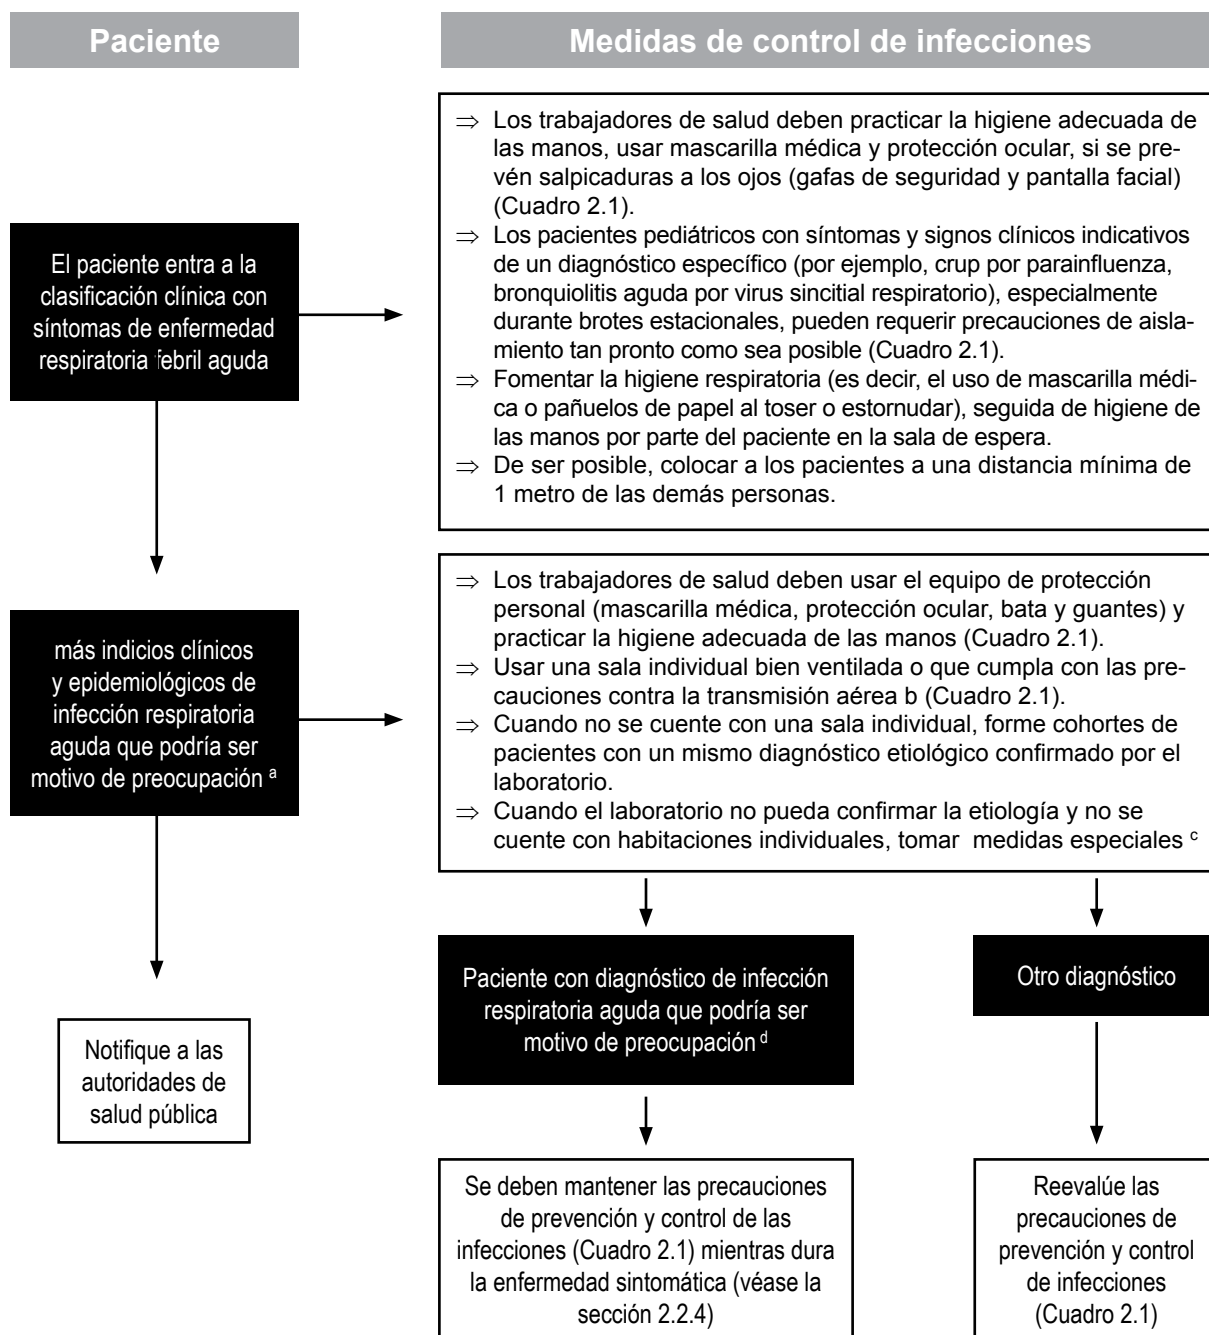 Paciente
Medidas de control de infecciones
El paciente entra a la
clasificación clínica con
síntomas de enfermedad
respiratoria febril aguda
⇒ Los trabajadores de salud deben practicar la higiene adecuada de
las manos, usar mascarilla médica y protección ocular, si se pre-
vén salpicaduras a los ojos (gafas de seguridad y pantalla facial)
(Cuadro 2.1).
⇒ Los pacientes pediátricos con síntomas y signos clínicos indicativos
de un diagnóstico específico (por ejemplo, crup por parainfluenza,
bronquiolitis aguda por virus sincitial respiratorio), especialmente
durante brotes estacionales, pueden requerir precauciones de aisla-
miento tan pronto como sea posible (Cuadro 2.1).
⇒ Fomentar la higiene respiratoria (es decir, el uso de mascarilla médi-
ca o pañuelos de papel al toser o estornudar), seguida de higiene de
las manos por parte del paciente en la sala de espera.
⇒ De ser posible, colocar a los pacientes a una distancia mínima de
1 metro de las demás personas.
más indicios clínicos
y epidemiológicos de
infección respiratoria
aguda que podría ser
motivo de preocupación a
⇒ Los trabajadores de salud deben usar el equipo de protección
personal (mascarilla médica, protección ocular, bata y guantes) y
practicar la higiene adecuada de las manos (Cuadro 2.1).
⇒ Usar una sala individual bien ventilada o que cumpla con las pre-
cauciones contra la transmisión aérea b (Cuadro 2.1).
⇒ Cuando no se cuente con una sala individual, forme cohortes de
pacientes con un mismo diagnóstico etiológico confirmado por el
laboratorio.
⇒ Cuando el laboratorio no pueda confirmar la etiología y no se
cuente con habitaciones individuales, tomar medidas especiales c
Notifique a las
autoridades de
salud pública
Paciente con diagnóstico de infección
respiratoria aguda que podría ser
motivo de preocupación d
Otro diagnóstico
Se deben mantener las precauciones
de prevención y control de las
infecciones (Cuadro 2.1) mientras dura
la enfermedad sintomática (véase la
sección 2.2.4)
Reevalúe las
precauciones de
prevención y control
de infecciones
(Cuadro 2.1)